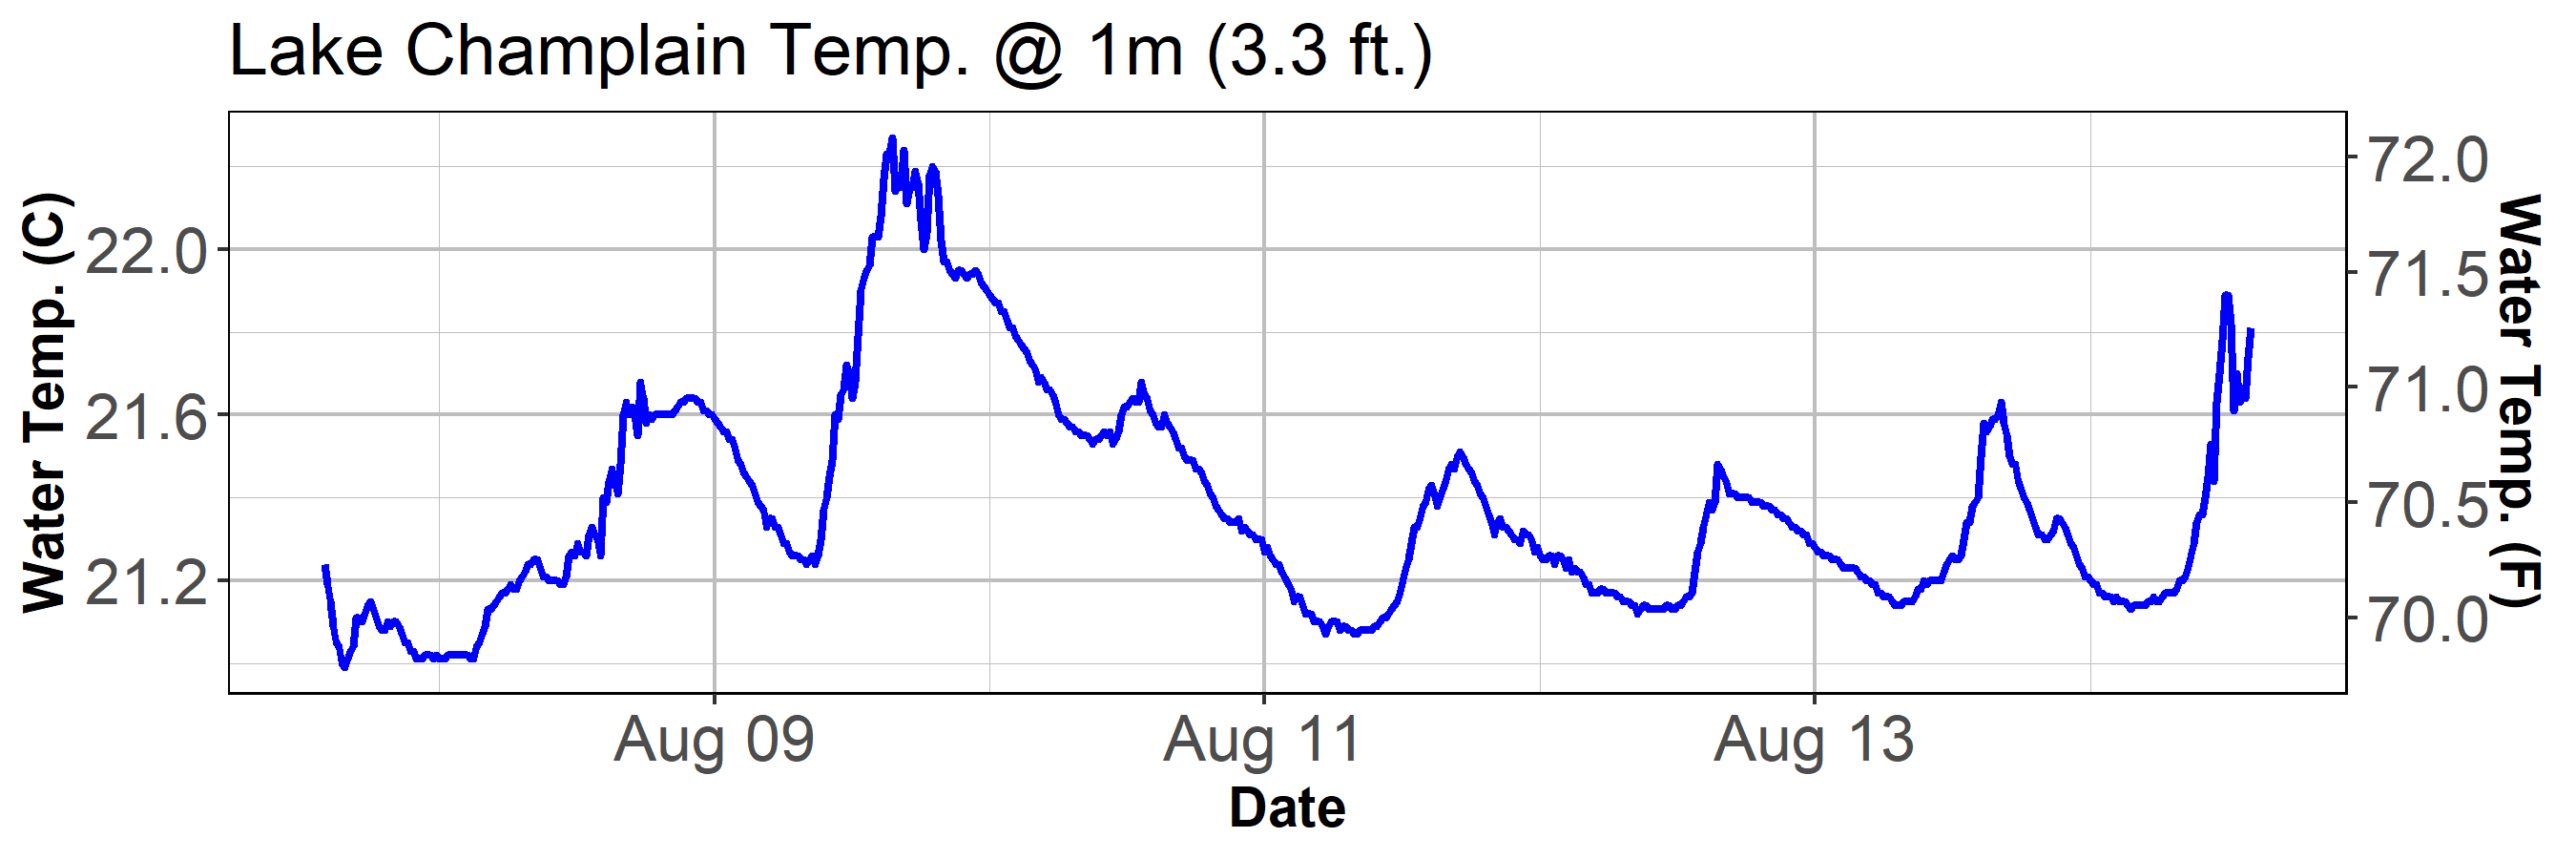 Lake Champlain Temp. @ 1m (3.3 ft.)
Water Temp. (C)
22.0
21.6
21.2
72.0
71.5
71.0
70.5
70.0
Water Temp. (F)
Aug 09
Aug 11
Aug 13
Date